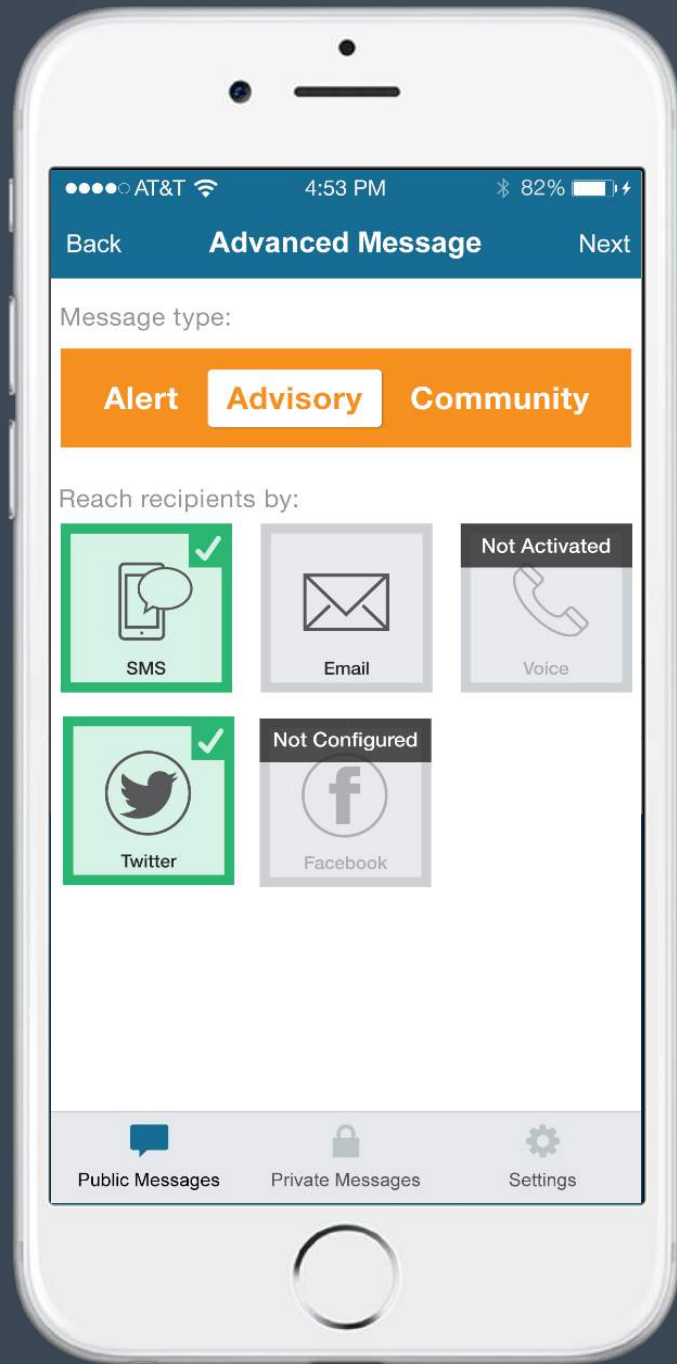 AT&T 4:53 PM 82%
Back Advanced Message Next
Message type:
Alert Advisory Community
Reach recipients by:
Not Activated
SMS Email Voice
Not Configured
Twitter Facebook
Public Messages Private Messages Settings